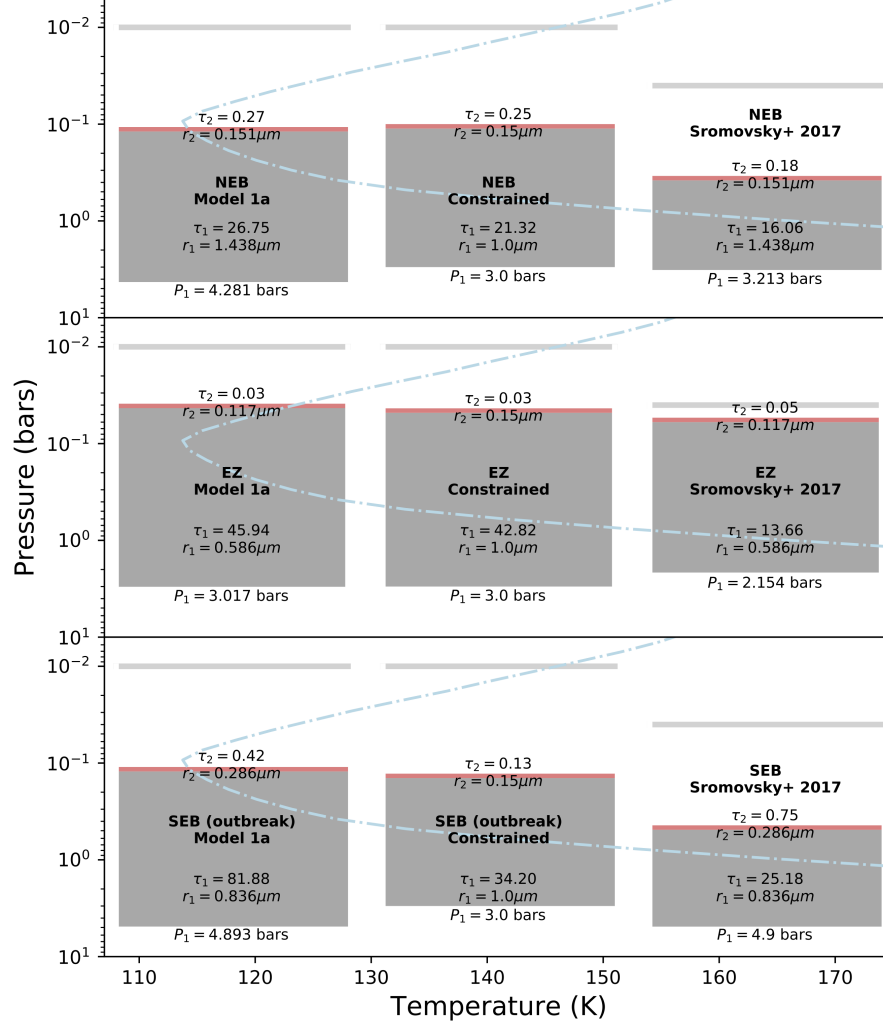 10⁻²
10⁻¹
10⁰
10¹
τ₂ = 0.27
r₂ = 0.151μm
NEB
Model 1a
τ₁ = 26.75
r₁ = 1.438μm
P₁ = 4.281 bars
τ₂ = 0.25
r₂ = 0.15μm
NEB
Constrained
τ₁ = 21.32
r₁ = 1.0μm
P₁ = 3.0 bars
NEB
Sromovsky+ 2017
τ₂ = 0.18
r₂ = 0.151μm
τ₁ = 16.06
r₁ = 1.438μm
P₁ = 3.213 bars
Pressure (bars)
10⁻²
10⁻¹
10⁰
10¹
τ₂ = 0.03
r₂ = 0.117μm
EZ
Model 1a
τ₁ = 45.94
r₁ = 0.586μm
P₁ = 3.017 bars
τ₂ = 0.03
r₂ = 0.15μm
EZ
Constrained
τ₁ = 42.82
r₁ = 1.0μm
P₁ = 3.0 bars
τ₂ = 0.05
r₂ = 0.117μm
EZ
Sromovsky+ 2017
τ₁ = 13.66
r₁ = 0.586μm
P₁ = 2.154 bars
10⁻²
10⁻¹
10⁰
10¹
τ₂ = 0.42
r₂ = 0.286μm
SEB (outbreak)
Model 1a
τ₁ = 81.88
r₁ = 0.836μm
P₁ = 4.893 bars
τ₂ = 0.13
r₂ = 0.15μm
SEB (outbreak)
Constrained
τ₁ = 34.20
r₁ = 1.0μm
P₁ = 3.0 bars
SEB
Sromovsky+ 2017
τ₂ = 0.75
r₂ = 0.286μm
τ₁ = 25.18
r₁ = 0.836μm
P₁ = 4.9 bars
110 120 130 140 150 160 170
Temperature (K)